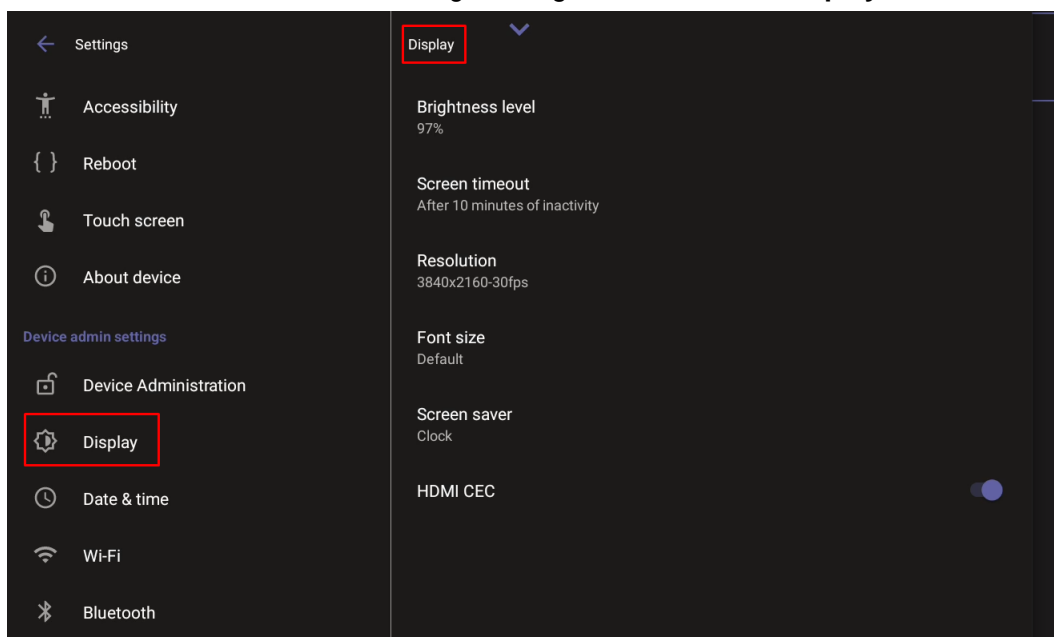 Settings
Accessibility
Reboot
Touch screen
About device
Device admin settings
Device Administration
Display
Date & time
Wi-Fi
Bluetooth
Display
Brightness level
97%
Screen timeout
After 10 minutes of inactivity
Resolution
3840x2160-30fps
Font size
Default
Screen saver
Clock
HDMI CEC